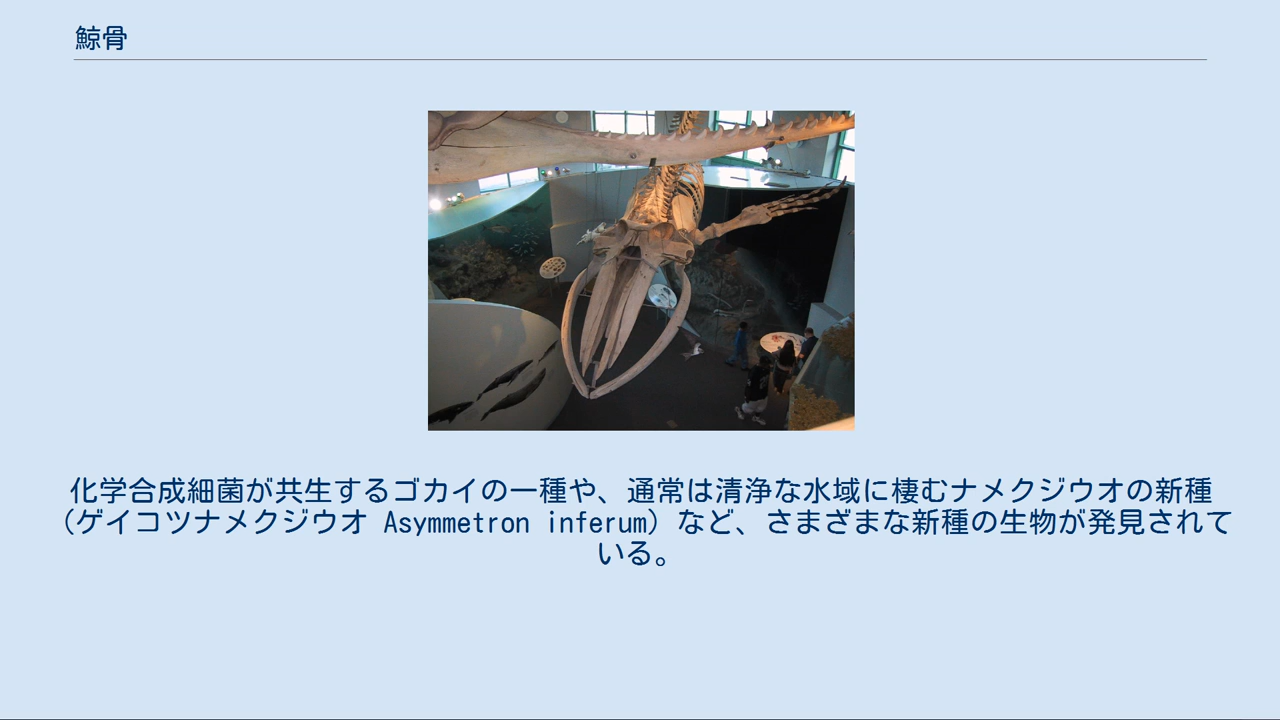 鯨骨
化学合成細菌が共生するゴカイの一種や、通常は清浄な水域に棲むナメクジウオの新種
（ゲイコツナメクジウオ Asymmetron inferum）など、さまざまな新種の生物が発見されて
いる。